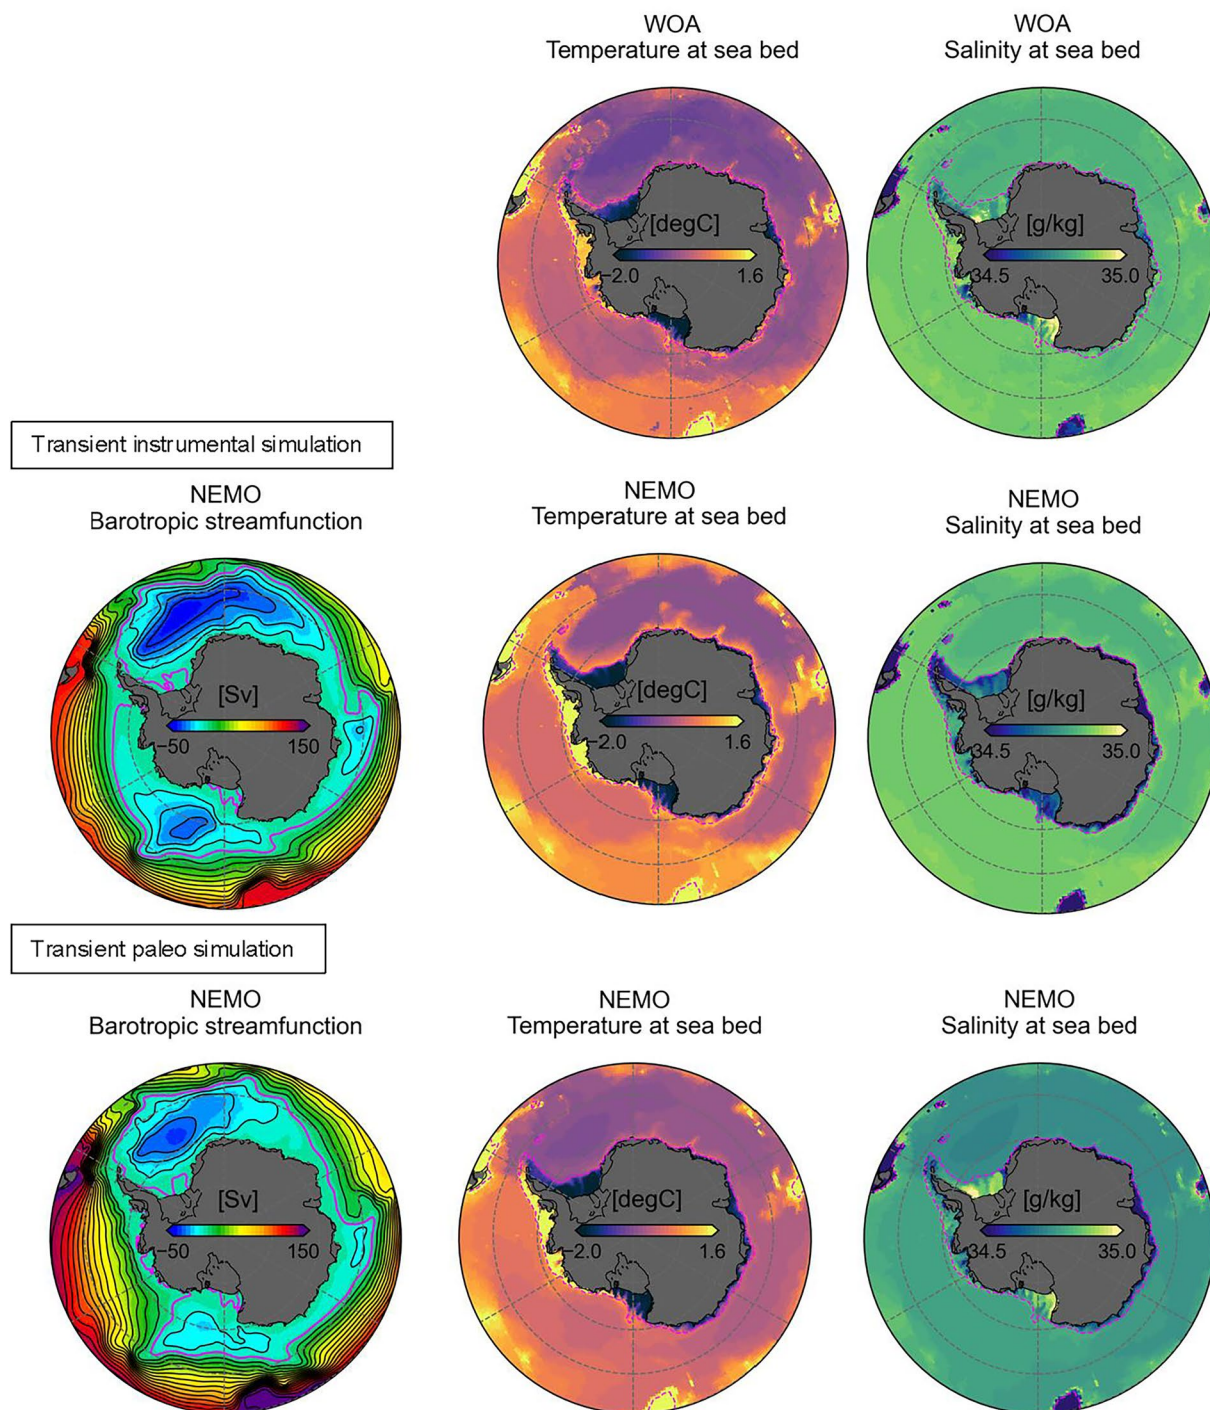 WOA
Temperature at sea bed
WOA
Salinity at sea bed
[degC]
−2.0 1.6
[g/kg]
34.5 35.0
Transient instrumental simulation
NEMO
Barotropic streamfunction
NEMO
Temperature at sea bed
NEMO
Salinity at sea bed
[Sv]
−50 150
[degC]
−2.0 1.6
[g/kg]
34.5 35.0
Transient paleo simulation
NEMO
Barotropic streamfunction
NEMO
Temperature at sea bed
NEMO
Salinity at sea bed
[Sv]
−50 150
[degC]
−2.0 1.6
[g/kg]
34.5 35.0